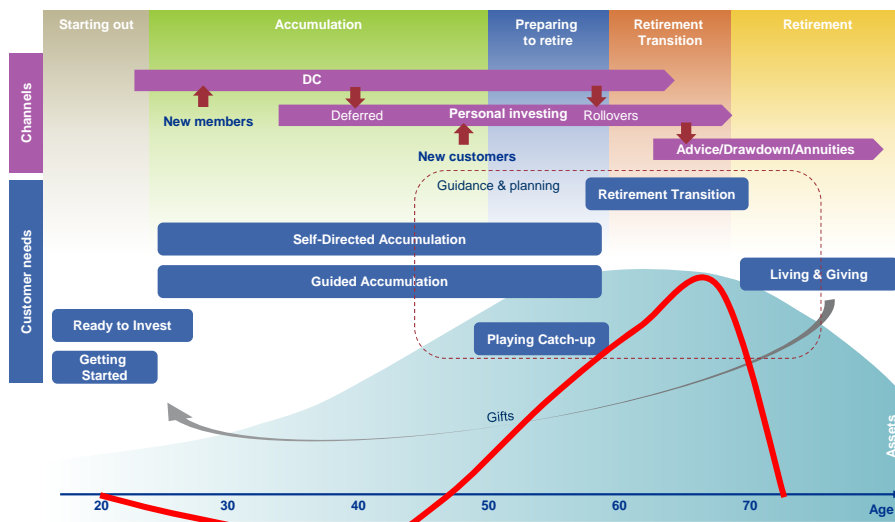 Starting out
Accumulation
Preparing
to retire
Retirement
Transition
Retirement
Channels
DC
New members
Deferred
Personal investing
Rollovers
New customers
Advice/Drawdown/Annuities
Customer needs
Guidance & planning
Retirement Transition
Self-Directed Accumulation
Guided Accumulation
Living & Giving
Ready to Invest
Playing Catch-up
Getting
Started
Gifts
Assets
20
30
40
50
60
70
Age